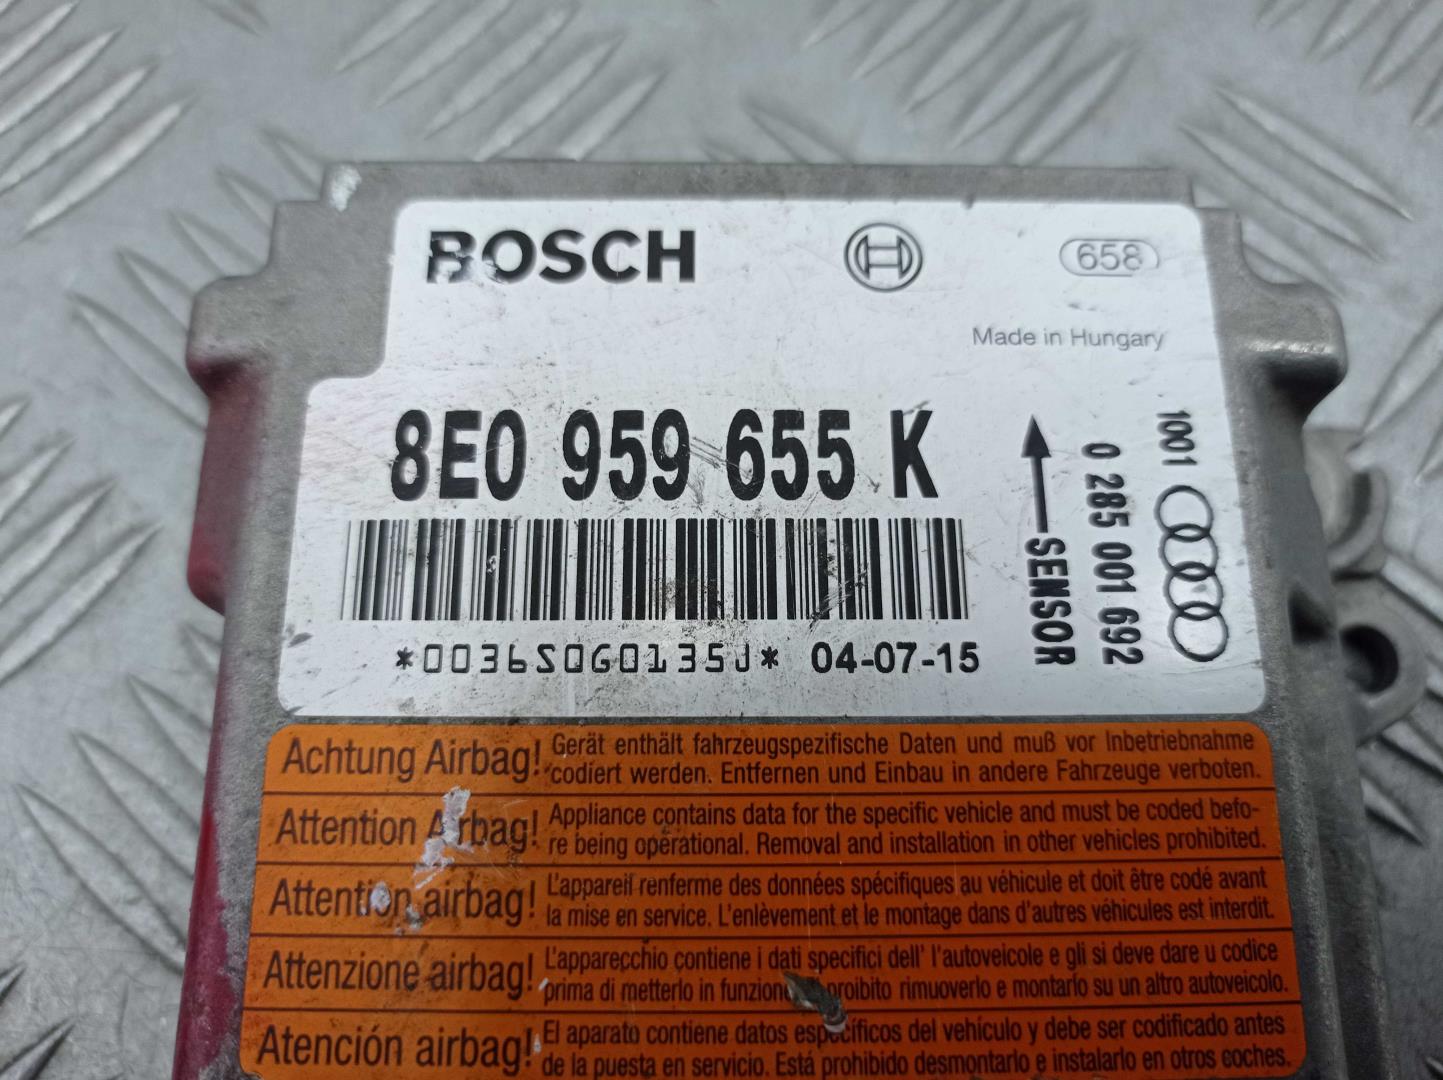 BOSCH
658
Made in Hungary
8E0 959 655 K
*0036S0G0135J* 04-07-15
SENSOR
0 285 001 692
1001
Achtung Airbag! Gerät enthält fahrzeugspezifische Daten und muß vor Inbetriebnahme
codiert werden. Entfernen und Einbau in andere Fahrzeuge verboten.
Attention Airbag! Appliance contains data for the specific vehicle and must be coded befo-
re being operational. Removal and installation in other vehicles prohibited.
Attention airbag! L'appareil renferme des données spécifiques au véhicule et doit être codé avant
la mise en service. L'enlèvement et le montage dans d'autres véhicules est interdit.
Attenzione airbag! L'apparecchio contiene i dati specifici dell' l'autoveicole e gli si deve dare u codice
prima di metterlo in funzione proibito rimuoverlo e montarlo su un altro autoveicolo.
Atención airbag! El aparato contiene datos específicos del vehículo y debe ser codificado antes
de la puesta en servicio. Está prohibido desmontarlo e instalarlo en otros coches.